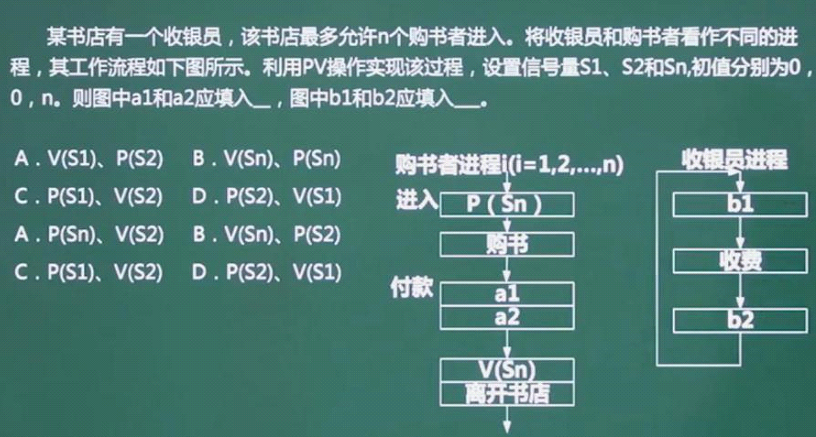 某书店有一个收银员，该书店最多允许n个购书者进入。将收银员和购书者看作不同的进
程，其工作流程如下图所示。利用PV操作实现该过程，设置信号量S1、S2和Sn,初值分别为0，
0，n。则图中a1和a2应填入__，图中b1和b2应填入___。
A．V(S1)、P(S2) B．V(Sn)、P(Sn)
C．P(S1)、V(S2) D．P(S2)、V(S1)
A．P(Sn)、V(S2) B．V(Sn)、P(S2)
C．P(S1)、V(S2) D．P(S2)、V(S1)
购书者进程i(i=1,2,…,n)
进入
P（Sn）
购书
付款
a1
a2
V(Sn)
离开书店
收银员进程
b1
收费
b2